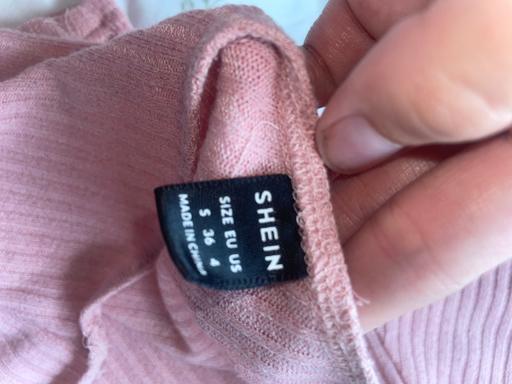 SHEIN
SIZE EU US
S 36 4
MADE IN CHINA